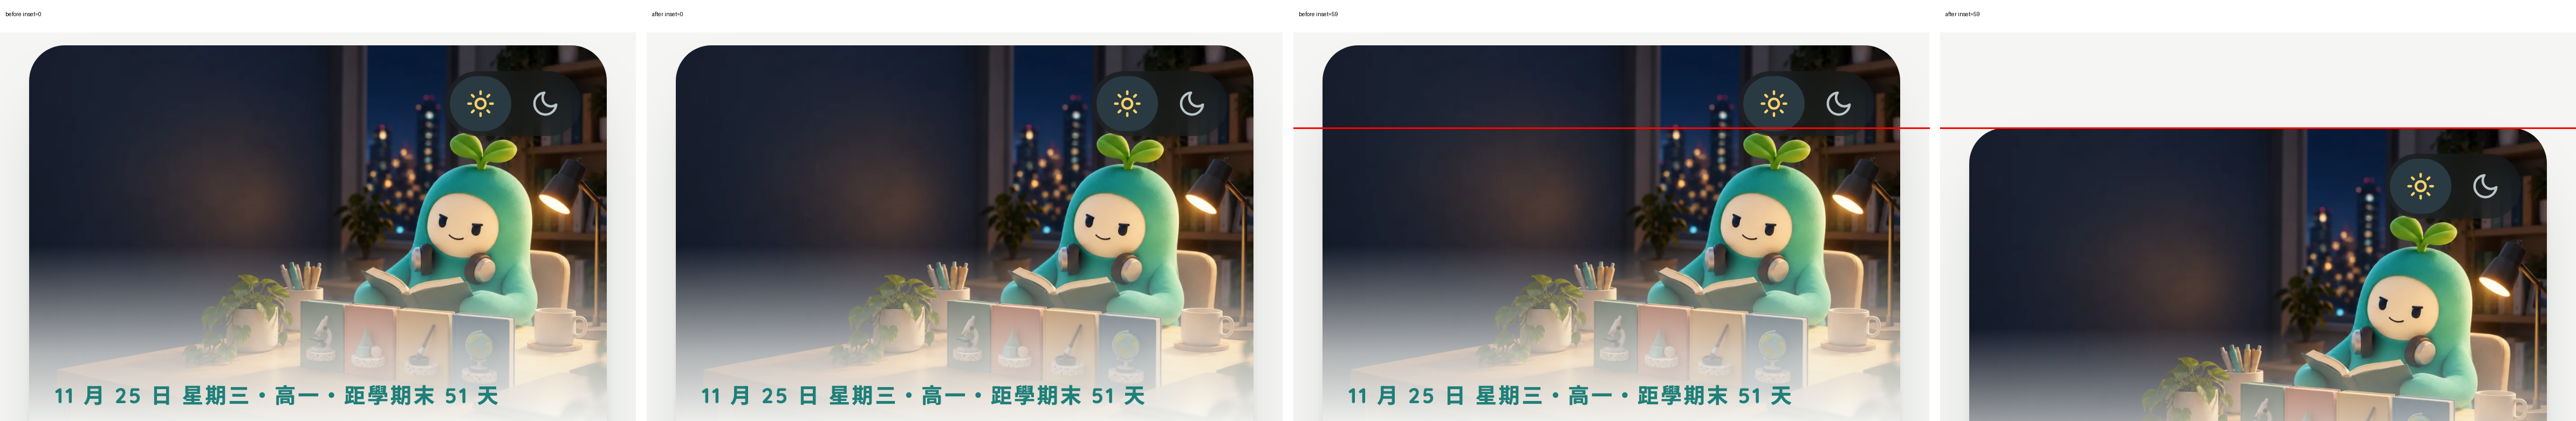 before inset=0
after inset=0
before inset=59
after inset=59
11 月 25 日 星期三・高一・距學期末 51 天
11 月 25 日 星期三・高一・距學期末 51 天
11 月 25 日 星期三・高一・距學期末 51 天